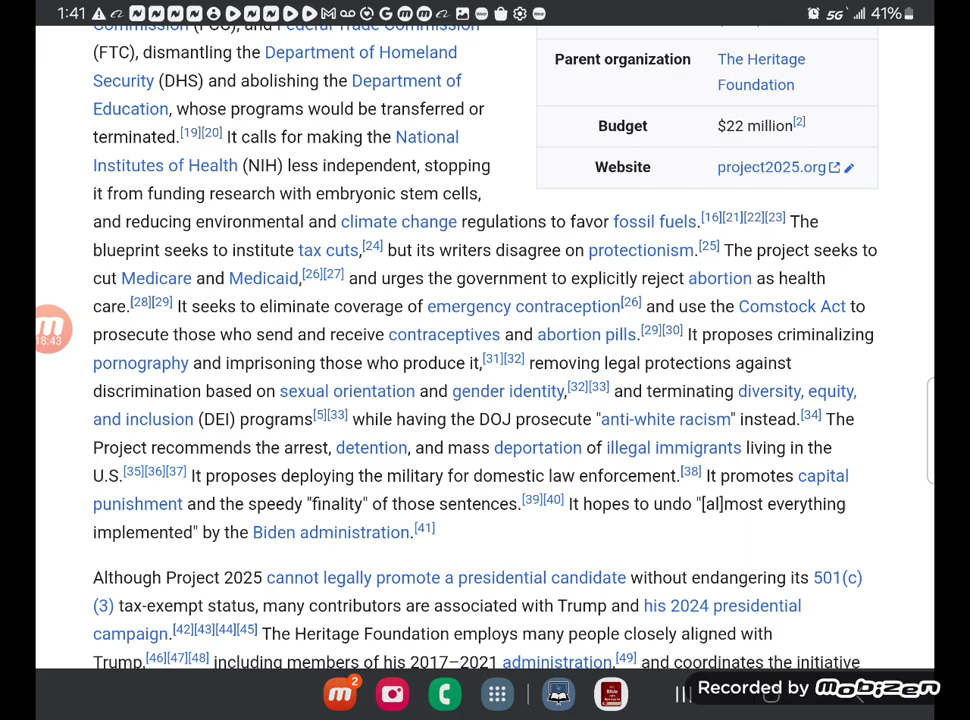 1:41
5G
41%
Commission (FCC), and Federal Trade Commission
(FTC), dismantling the Department of Homeland
Security (DHS) and abolishing the Department of
Education, whose programs would be transferred or
terminated.[19][20] It calls for making the National
Institutes of Health (NIH) less independent, stopping
it from funding research with embryonic stem cells,
and reducing environmental and climate change regulations to favor fossil fuels.[16][21][22][23] The
blueprint seeks to institute tax cuts,[24] but its writers disagree on protectionism.[25] The project seeks to
cut Medicare and Medicaid,[26][27] and urges the government to explicitly reject abortion as health
care.[28][29] It seeks to eliminate coverage of emergency contraception[26] and use the Comstock Act to
prosecute those who send and receive contraceptives and abortion pills.[29][30] It proposes criminalizing
pornography and imprisoning those who produce it,[31][32] removing legal protections against
discrimination based on sexual orientation and gender identity,[32][33] and terminating diversity, equity,
and inclusion (DEI) programs[5][33] while having the DOJ prosecute "anti-white racism" instead.[34] The
Project recommends the arrest, detention, and mass deportation of illegal immigrants living in the
U.S.[35][36][37] It proposes deploying the military for domestic law enforcement.[38] It promotes capital
punishment and the speedy "finality" of those sentences.[39][40] It hopes to undo "[al]most everything
implemented" by the Biden administration.[41]
Although Project 2025 cannot legally promote a presidential candidate without endangering its 501(c)
(3) tax-exempt status, many contributors are associated with Trump and his 2024 presidential
campaign.[42][43][44][45] The Heritage Foundation employs many people closely aligned with
Trump,[46][47][48] including members of his 2017–2021 administration,[49] and coordinates the initiative
Parent organization The Heritage
Foundation
Budget $22 million[2]
Website project2025.org
18:43
2
Bible
Recorded by mobizen